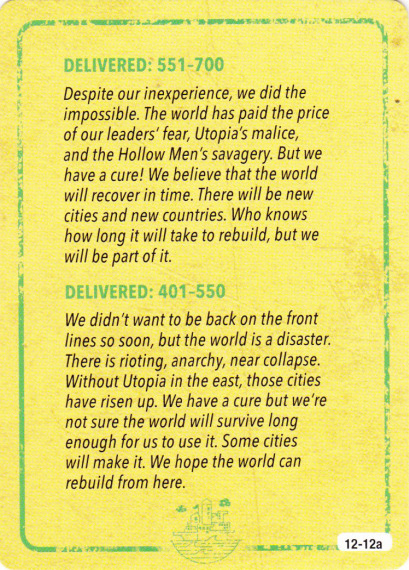 DELIVERED: 551–700
Despite our inexperience, we did the
impossible. The world has paid the price
of our leaders’ fear, Utopia’s malice,
and the Hollow Men’s savagery. But we
have a cure! We believe that the world
will recover in time. There will be new
cities and new countries. Who knows
how long it will take to rebuild, but we
will be part of it.
DELIVERED: 401–550
We didn’t want to be back on the front
lines so soon, but the world is a disaster.
There is rioting, anarchy, near collapse.
Without Utopia in the east, those cities
have risen up. We have a cure but we’re
not sure the world will survive long
enough for us to use it. Some cities
will make it. We hope the world can
rebuild from here.
12-12a